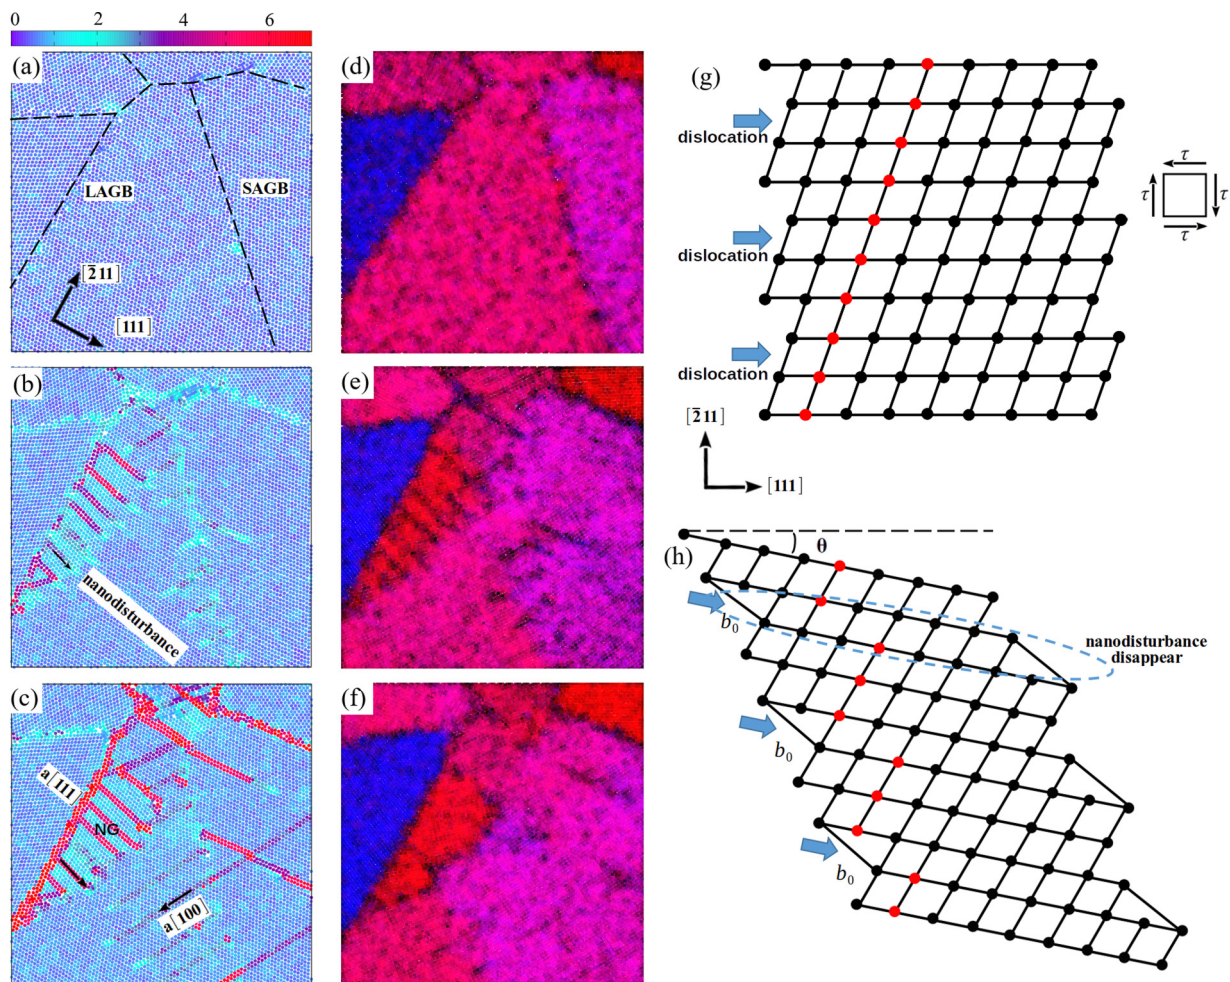 0 2 4 6
(a)
LAGB
SAGB
[2̄ 11]
[111]
(b)
nanodisturbance
(c)
a[111]
NG
a[100]
(d)
(e)
(f)
(g)
dislocation
dislocation
dislocation
τ
τ
τ
τ
[2̄ 11]
[111]
(h)
θ
b₀
nanodisturbance
disappear
b₀
b₀